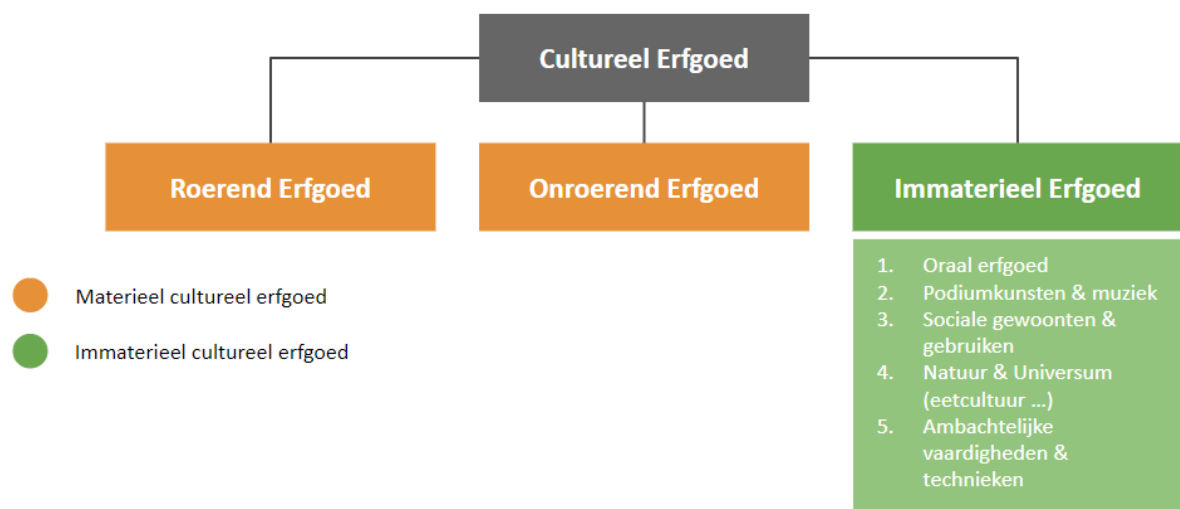 Cultureel Erfgoed
Roerend Erfgoed
Onroerend Erfgoed
Immaterieel Erfgoed
Materieel cultureel erfgoed
Immaterieel cultureel erfgoed
1. Oraal erfgoed
2. Podiumkunsten & muziek
3. Sociale gewoonten &
gebruiken
4. Natuur & Universum
(eetcultuur ...)
5. Ambachtelijke
vaardigheden &
technieken